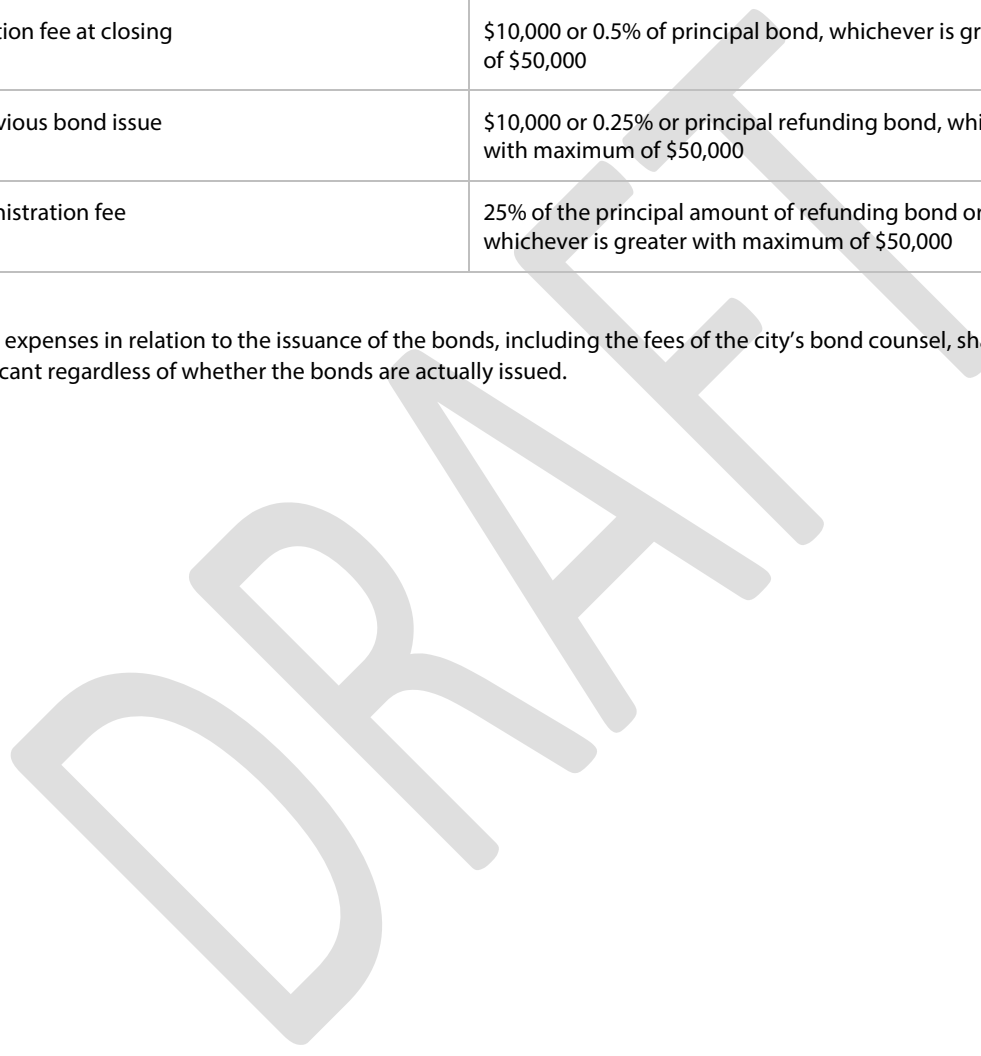 tion fee at closing
$10,000 or 0.5% of principal bond, whichever is gr
of $50,000
vious bond issue
$10,000 or 0.25% or principal refunding bond, whi
with maximum of $50,000
nistration fee
25% of the principal amount of refunding bond or
whichever is greater with maximum of $50,000
expenses in relation to the issuance of the bonds, including the fees of the city's bond counsel, sha
cant regardless of whether the bonds are actually issued.
DRAFT